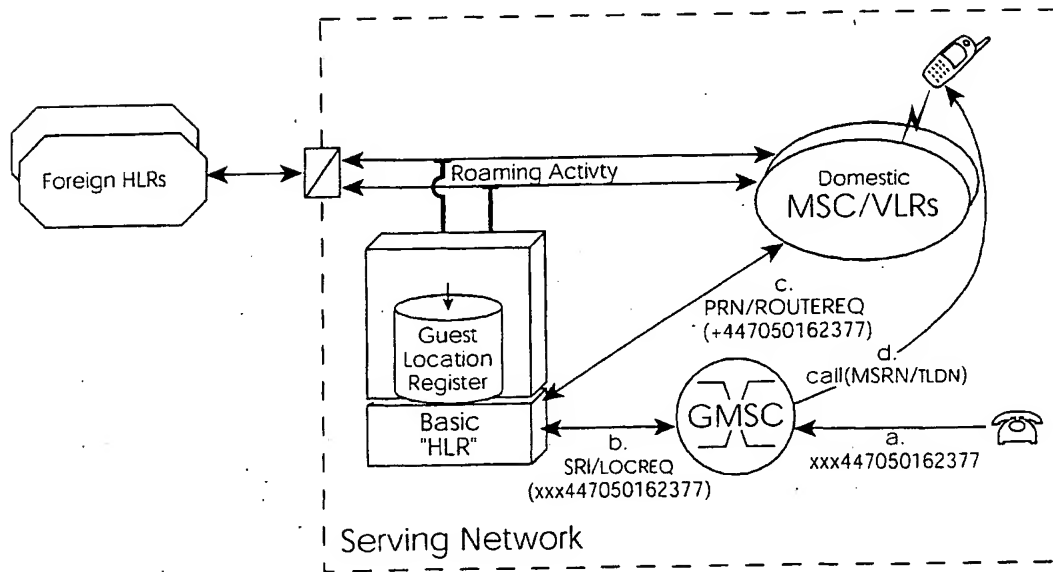 Foreign HLRs
Roaming Activty
Domestic
MSC/VLRs
Guest
Location
Register
Basic
"HLR"
c.
PRN/ROUTEREQ
(+447050162377)
d.
call(MSRN/TLDN)
GMSC
b.
SRI/LOCREQ
(xxx447050162377)
a.
xxx447050162377
Serving Network